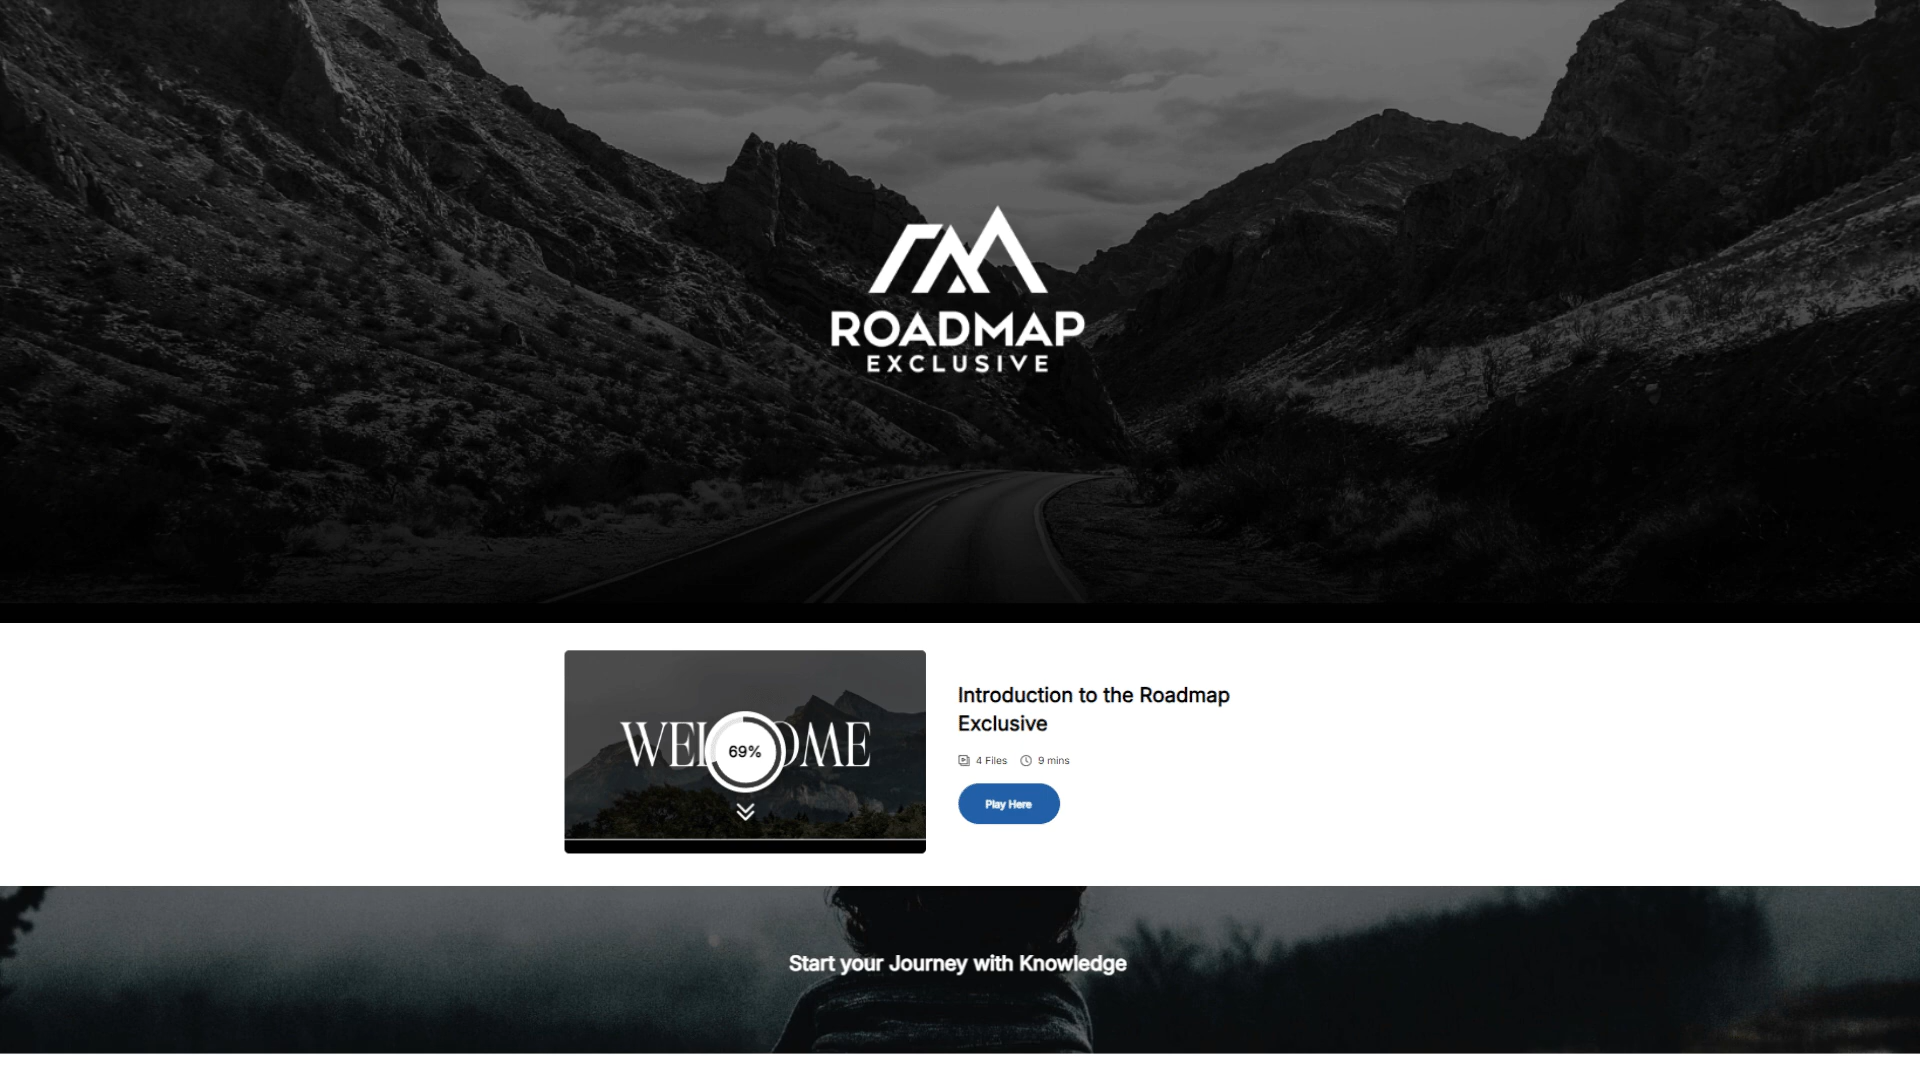 ROADMAP
EXCLUSIVE
WELCOME
69%
Introduction to the Roadmap
Exclusive
4 Files 9 mins
Play Here
Start your Journey with Knowledge